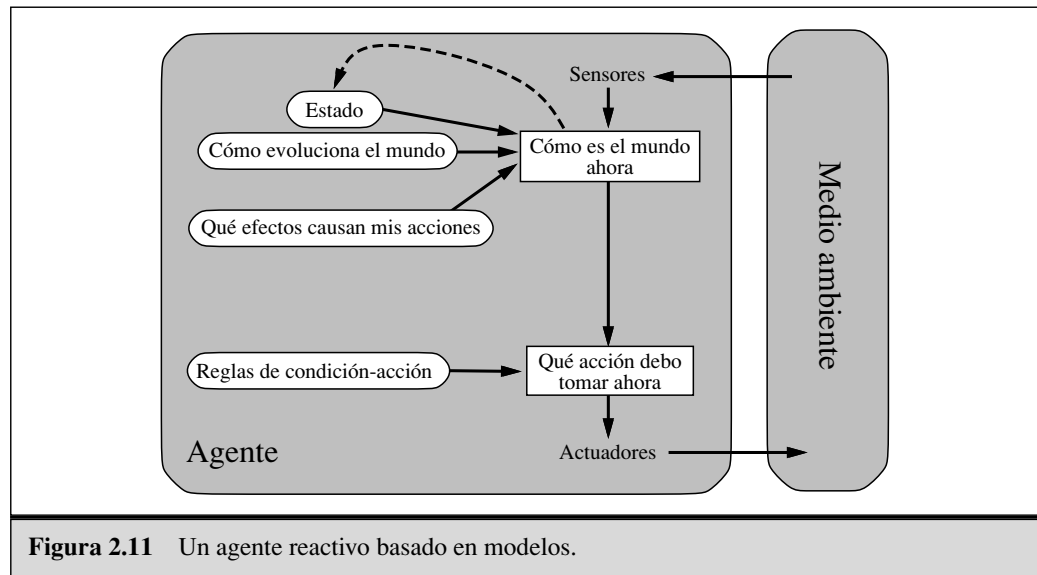 Sensores
Estado
Cómo evoluciona el mundo
Cómo es el mundo
ahora
Qué efectos causan mis acciones
Medio ambiente
Reglas de condición-acción
Qué acción debo
tomar ahora
Agente
Actuadores
Figura 2.11 Un agente reactivo basado en modelos.